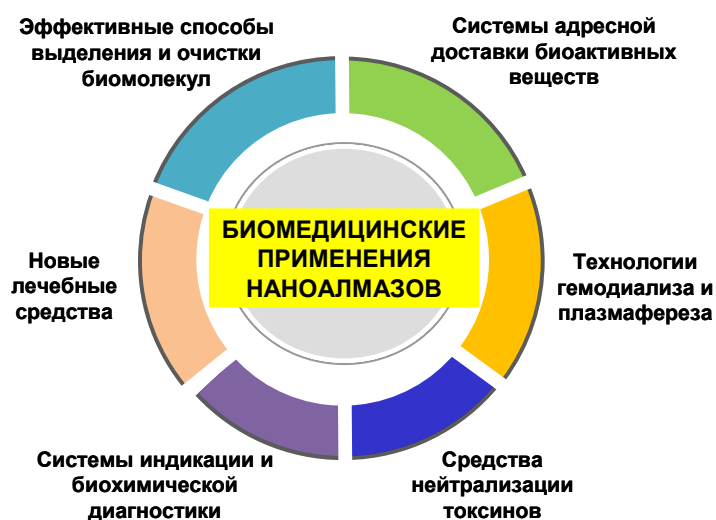 Эффективные способы
выделения и очистки
биомолекул
Системы адресной
доставки биоактивных
веществ
БИОМЕДИЦИНСКИЕ
ПРИМЕНЕНИЯ
НАНОАЛМАЗОВ
Новые
лечебные
средства
Технологии
гемодиализа и
плазмафереза
Системы индикации и
биохимической
диагностики
Средства
нейтрализации
токсинов